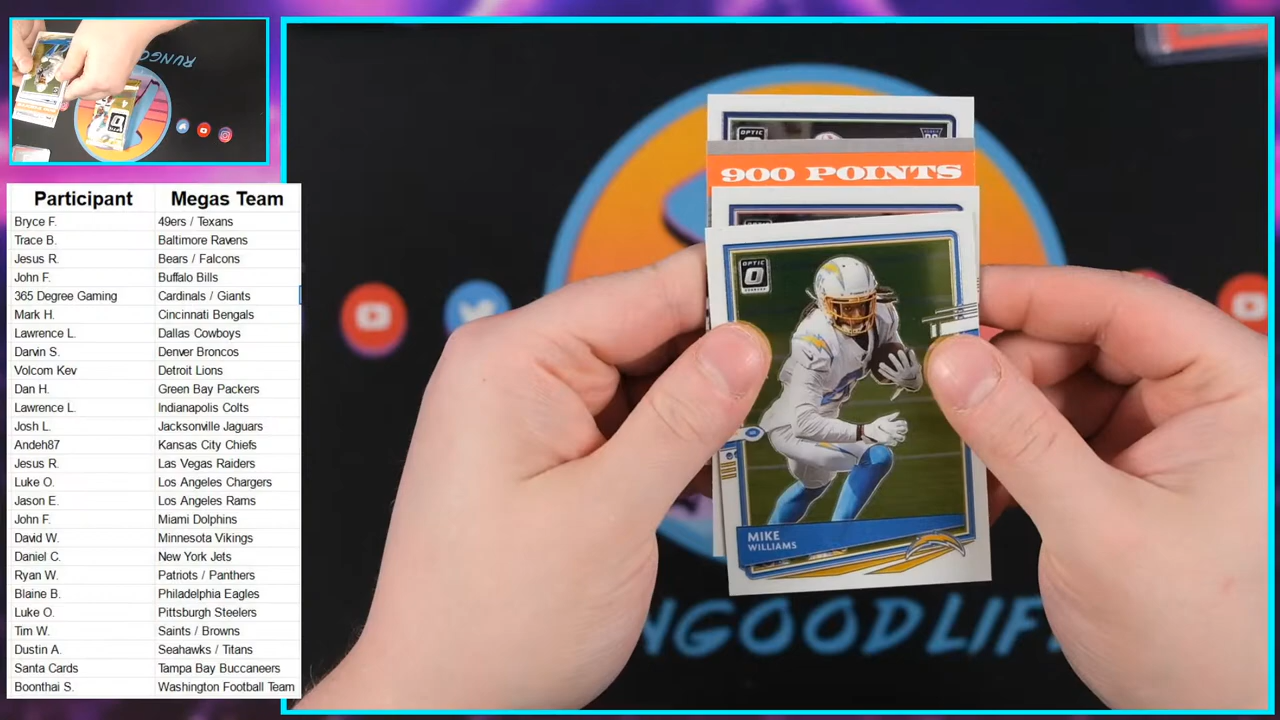 RUNGOODLIF
Participant Megas Team
Bryce F. 49ers / Texans
Trace B. Baltimore Ravens
Jesus R. Bears / Falcons
John F. Buffalo Bills
365 Degree Gaming Cardinals / Giants
Mark H. Cincinnati Bengals
Lawrence L. Dallas Cowboys
Darvin S. Denver Broncos
Volcom Kev Detroit Lions
Dan H. Green Bay Packers
Lawrence L. Indianapolis Colts
Josh L. Jacksonville Jaguars
Andeh87 Kansas City Chiefs
Jesus R. Las Vegas Raiders
Luke O. Los Angeles Chargers
Jason E. Los Angeles Rams
John F. Miami Dolphins
David W. Minnesota Vikings
Daniel C. New York Jets
Ryan W. Patriots / Panthers
Blaine B. Philadelphia Eagles
Luke O. Pittsburgh Steelers
Tim W. Saints / Browns
Dustin A. Seahawks / Titans
Santa Cards Tampa Bay Buccaneers
Boonthai S. Washington Football Team
OPTIC
900 POINTS
OPTIC
O
MIKE
WILLIAMS
NGOODLIF